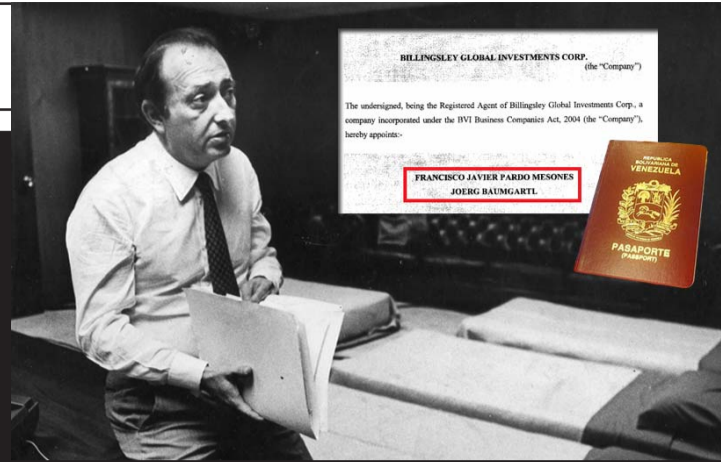 BILLINGSLEY GLOBAL INVESTMENTS CORP.
(the “Company”)
The undersigned, being the Registered Agent of Billingsley Global Investments Corp., a
company incorporated under the BVI Business Companies Act, 2004 (the “Company”),
hereby appoints:-
FRANCISCO JAVIER PARDO MESONES
JOERG BAUMGARTL
REPUBLICA
BOLIVARIANA DE
VENEZUELA
PASAPORTE
(PASSPORT)